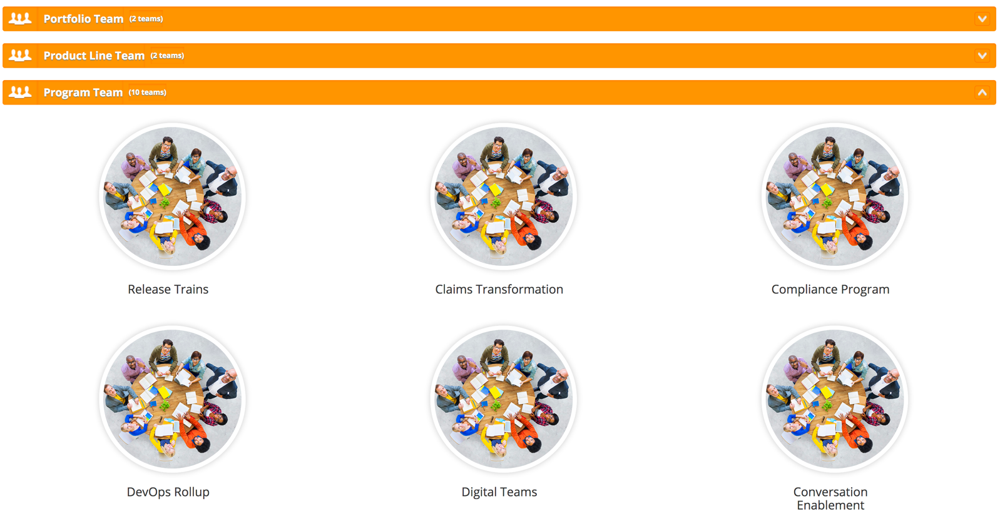 Portfolio Team (2 teams)
Product Line Team (2 teams)
Program Team (10 teams)
Release Trains
Claims Transformation
Compliance Program
DevOps Rollup
Digital Teams
Conversation
Enablement